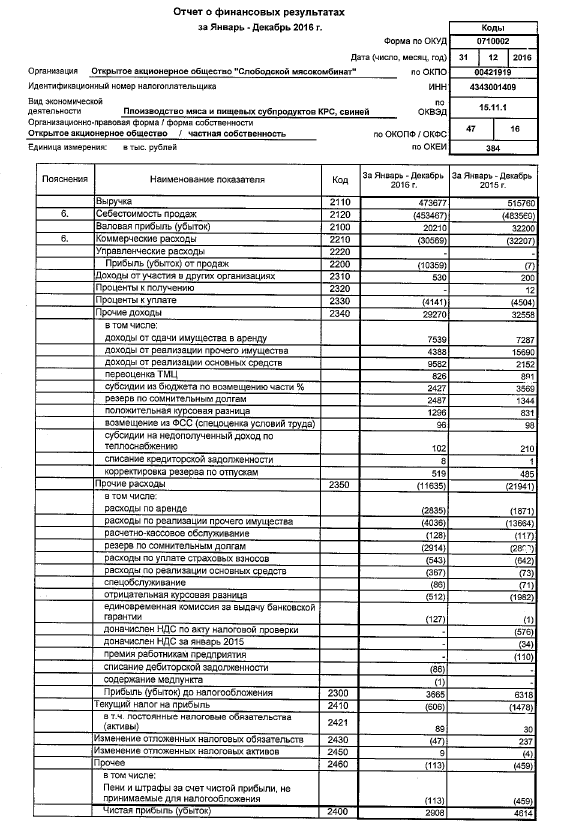 Отчет о финансовых результатах
за Январь - Декабрь 2016 г.
Коды
Форма по ОКУД 0710002
Дата (число, месяц, год) 31 12 2016
Организация Открытое акционерное общество "Слободской мясокомбинат" по ОКПО 00421919
Идентификационный номер налогоплательщика ИНН 4343001409
Вид экономической по
деятельности Производство мяса и пищевых субпродуктов КРС, свиней ОКВЭД 15.11.1
Организационно-правовая форма / форма собственности
Открытое акционерное общество / частная собственность по ОКОПФ / ОКФС 47 16
Единица измерения: в тыс. рублей по ОКЕИ 384
Пояснения Наименование показателя Код За Январь - Декабрь 2016 г. За Январь - Декабрь 2015 г.
Выручка 2110 473677 515760
6. Себестоимость продаж 2120 (453467) (483560)
Валовая прибыль (убыток) 2100 20210 32200
6. Коммерческие расходы 2210 (30569) (32207)
Управленческие расходы 2220 - -
Прибыль (убыток) от продаж 2200 (10359) (7)
Доходы от участия в других организациях 2310 530 200
Проценты к получению 2320 - 12
Проценты к уплате 2330 (4141) (4504)
Прочие доходы 2340 29270 32558
в том числе:
доходы от сдачи имущества в аренду 7539 7287
доходы от реализации прочего имущества 4388 15690
доходы от реализации основных средств 9582 2152
переоценка ТМЦ 826 891
субсидии из бюджета по возмещению части % 2427 3569
резерв по сомнительным долгам 2487 1344
положительная курсовая разница 1296 831
возмещение из ФСС (спецоценка условий труда) 96 98
субсидии на недополученный доход по
теплоснабжению 102 210
списание кредиторской задолженности 8 1
корректировка резерва по отпускам 519 485
Прочие расходы 2350 (11635) (21941)
в том числе:
расходы по аренде (2835) (1871)
расходы по реализации прочего имущества (4036) (13664)
расчетно-кассовое обслуживание (128) (117)
резерв по сомнительным долгам (2914)
расходы по уплате страховых взносов (543) (642)
расходы по реализации основных средств (367) (73)
спецобслуживание (86) (71)
отрицательная курсовая разница (512) (1982)
единовременная комиссия за выдачу банковской
гарантии (127) (1)
доначислен НДС по акту налоговой проверки - (576)
доначислен НДС за январь 2015 - (34)
премия работникам предприятия - (110)
списание дебиторской задолженности (86)
содержание медпункта (1) -
Прибыль (убыток) до налогообложения 2300 3665 6318
Текущий налог на прибыль 2410 (606) (1478)
в т.ч. постоянные налоговые обязательства
(активы) 2421 89 30
Изменение отложенных налоговых обязательств 2430 (47) 237
Изменение отложенных налоговых активов 2450 9 (4)
Прочее 2460 (113) (459)
в том числе:
Пени и штрафы за счет чистой прибыли, не
принимаемые для налогообложения (113) (459)
Чистая прибыль (убыток) 2400 2908 4614